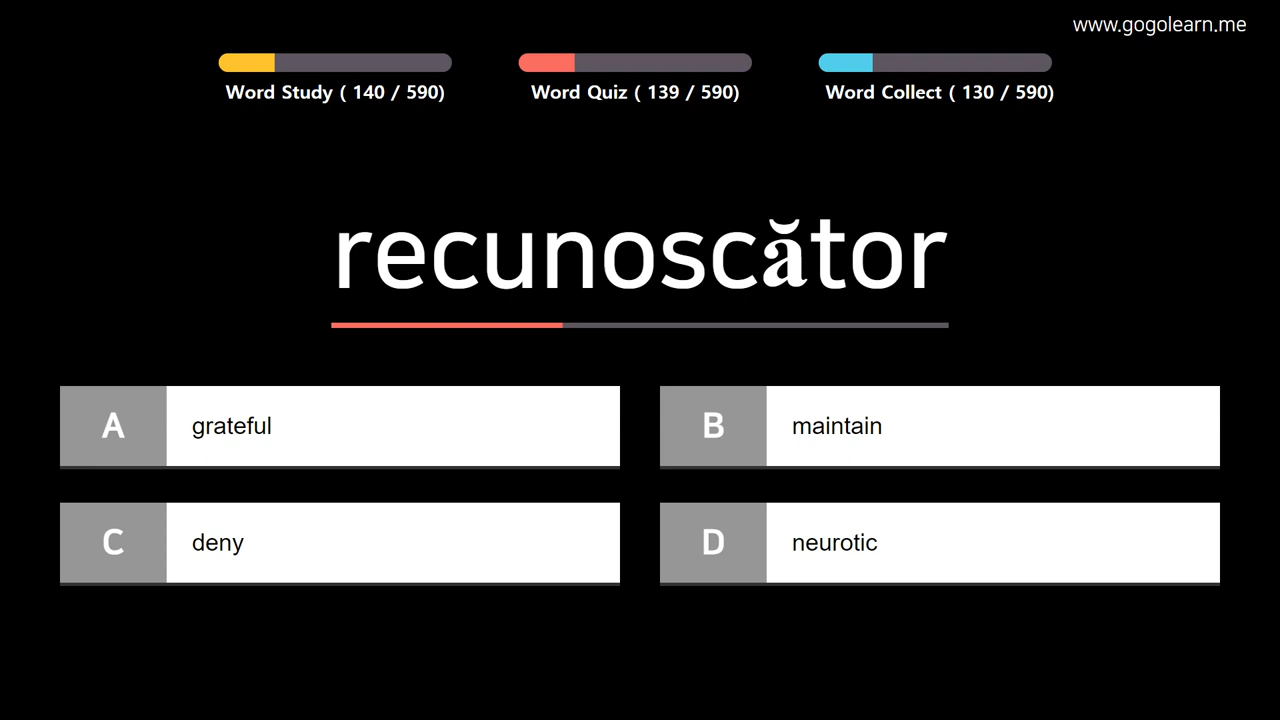 www.gogolearn.me
Word Study ( 140 / 590) Word Quiz ( 139 / 590) Word Collect ( 130 / 590)
recunoscător
A grateful
B maintain
C deny
D neurotic